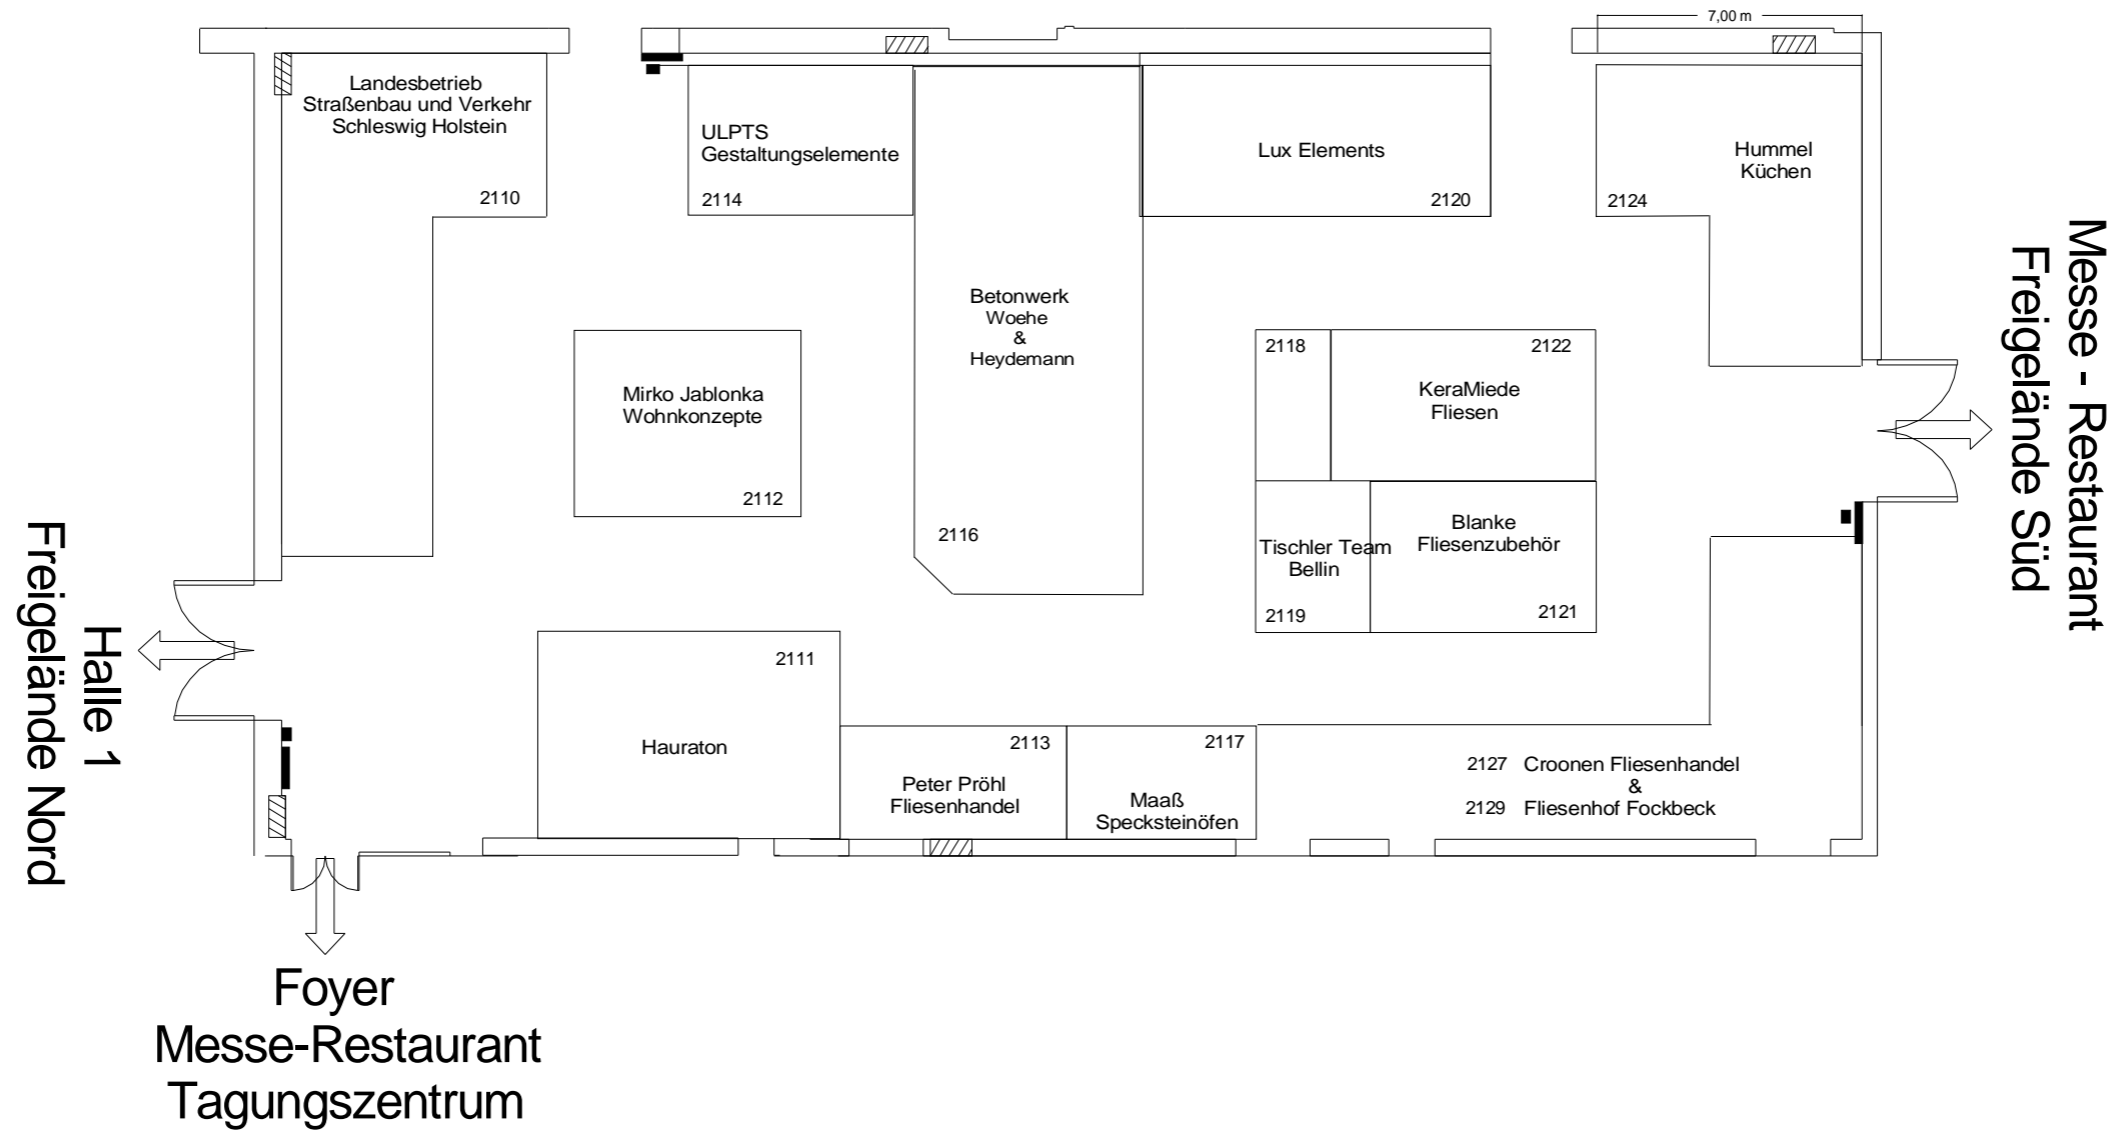 7,00 m
Landesbetrieb
Straßenbau und Verkehr
Schleswig Holstein
2110
ULPTS
Gestaltungselemente
2114
Lux Elements
2120
Hummel
Küchen
2124
Betonwerk
Woehe
&
Heydemann
2116
Mirko Jablonka
Wohnkonzepte
2112
2118
2122
KeraMiede
Fliesen
Tischler Team
Bellin
2119
Blanke
Fliesenzubehör
2121
2111
Hauraton
2113
Peter Pröhl
Fliesenhandel
2117
Maaß
Specksteinöfen
2127 Croonen Fliesenhandel
&
2129 Fliesenhof Fockbeck
Messe - Restaurant
Freigelände Süd
Halle 1
Freigelände Nord
Foyer
Messe-Restaurant
Tagungszentrum